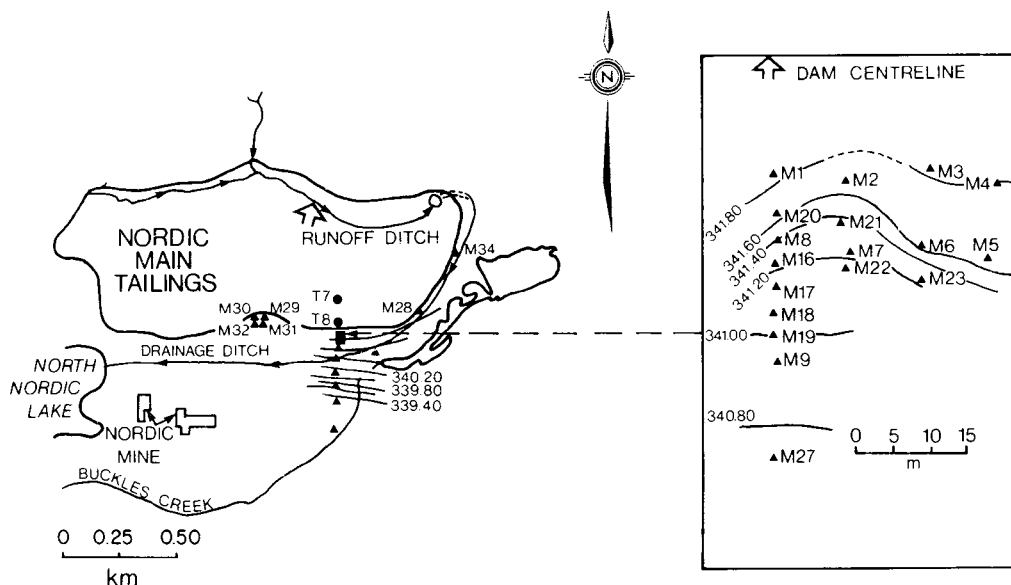 N
NORDIC
MAIN
TAILINGS
RUNOFF DITCH
M34
T7
M30
M29
T8
M28
M32
M31
DRAINAGE DITCH
NORTH
NORDIC
LAKE
340.20
339.80
339.40
NORDIC
MINE
BUCKLES CREEK
0 0.25 0.50
km
DAM CENTRELINE
M1
M2
M3
M4
341.80
M20
M21
341.60
M8
M7
M6
M5
341.40
M16
M22
M23
341.20
M17
M18
341.00
M19
M9
340.80
0 10 15
m
M27